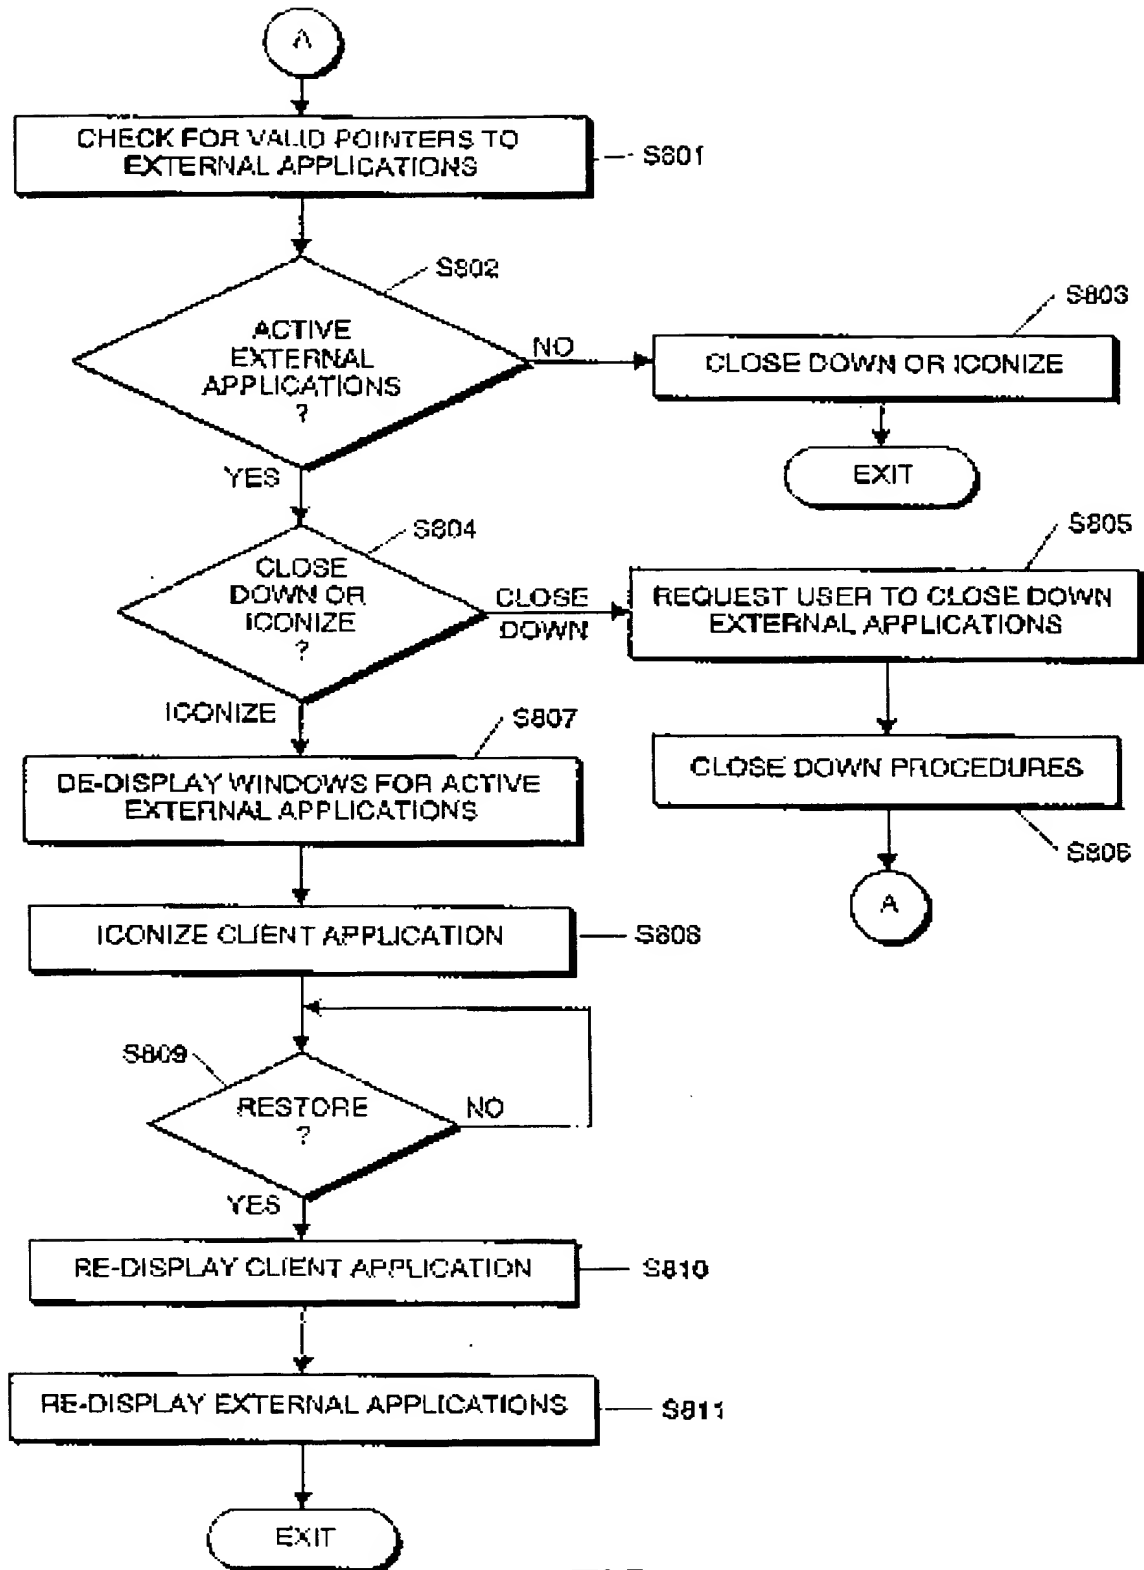 A
CHECK FOR VALID POINTERS TO
EXTERNAL APPLICATIONS
S801
S802
ACTIVE
EXTERNAL
APPLICATIONS
?
NO
S803
CLOSE DOWN OR ICONIZE
EXIT
YES
S804
CLOSE
DOWN OR
ICONIZE
?
CLOSE
DOWN
S805
REQUEST USER TO CLOSE DOWN
EXTERNAL APPLICATIONS
ICONIZE
S807
DE-DISPLAY WINDOWS FOR ACTIVE
EXTERNAL APPLICATIONS
CLOSE DOWN PROCEDURES
S806
A
ICONIZE CLIENT APPLICATION
S808
S809
RESTORE
?
NO
YES
RE-DISPLAY CLIENT APPLICATION
S810
RE-DISPLAY EXTERNAL APPLICATIONS
S811
EXIT